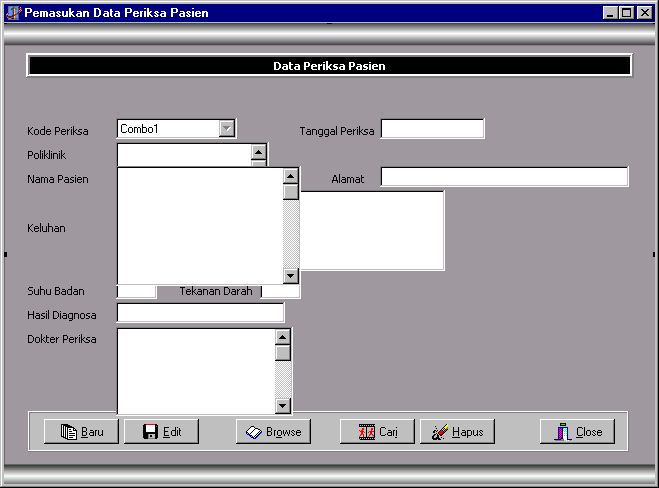 Pemasukan Data Periksa Pasien
Data Periksa Pasien
Kode Periksa Combo1 Tanggal Periksa
Poliklinik
Nama Pasien Alamat
Keluhan
Suhu Badan Tekanan Darah
Hasil Diagnosa
Dokter Periksa
Baru Edit Browse Cari Hapus Close